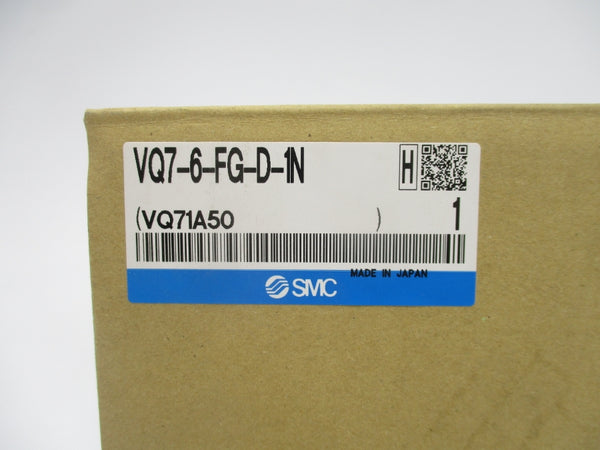 VQ7-6-FG-D-1N
H
(VQ71A50 )
1
MADE IN JAPAN
SMC